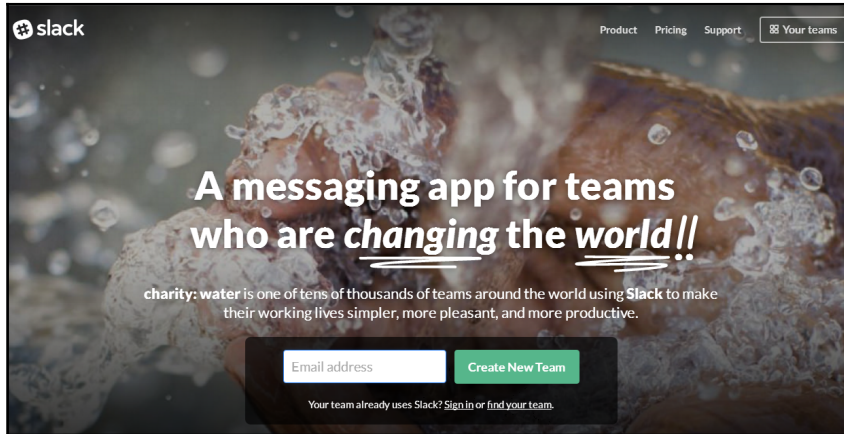 slack
Product Pricing Support Your teams
A messaging app for teams
who are changing the world!!
charity: water is one of tens of thousands of teams around the world using Slack to make
their working lives simpler, more pleasant, and more productive.
Email address Create New Team
Your team already uses Slack? Sign in or find your team.